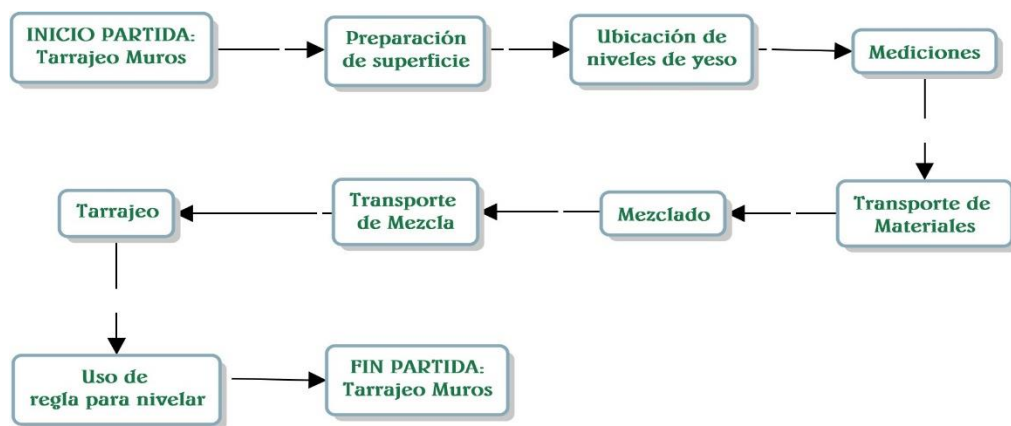 INICIO PARTIDA:
Tarrajeo Muros
Preparación
de superficie
Ubicación de
niveles de yeso
Mediciones
Transporte de
Materiales
Mezclado
Transporte
de Mezcla
Tarrajeo
Uso de
regla para nivelar
FIN PARTIDA:
Tarrajeo Muros